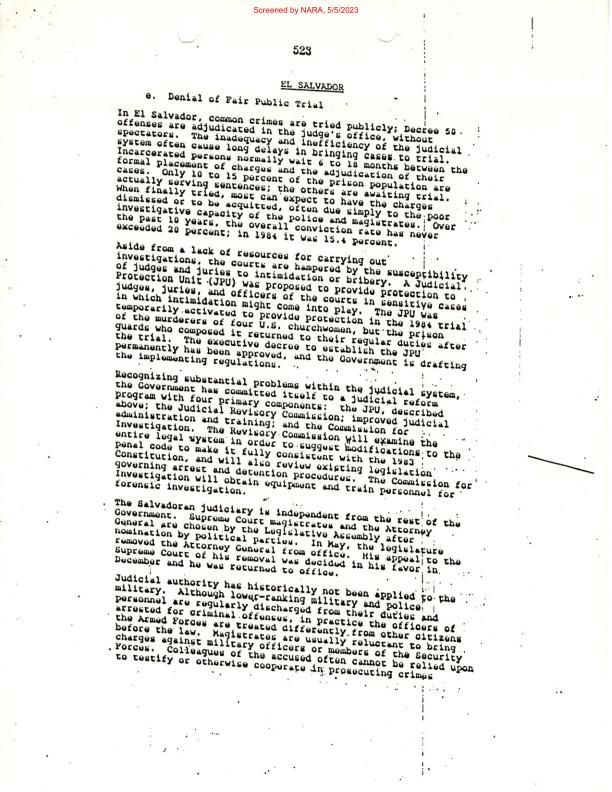 Screened by NARA, 5/5/2023
523
EL SALVADOR
e. Denial of Fair Public Trial
In El Salvador, common crimes are tried publicly; Decree 50
offenses are adjudicated in the judge's office, without
spectators. The inadequacy and inefficiency of the judicial
system often cause long delays in bringing cases to trial.
Incarcerated persons normally wait 6 to 18 months between the
formal placement of charges and the adjudication of their
cases. Only 10 to 15 percent of the prison population are
actually serving sentences; the others are awaiting trial.
When finally tried, most can expect to have the charges
dismissed or to be acquitted, often due simply to the poor
investigative capacity of the police and magistrates. Over
the past 10 years, the overall conviction rate has never
exceeded 20 percent; in 1984 it was 15.4 percent.
Aside from a lack of resources for carrying out
investigations, the courts are hampered by the susceptibility
of judges and juries to intimidation or bribery. A Judicial
Protection Unit (JPU) was proposed to provide protection to
judges, juries, and officers of the courts in sensitive cases
in which intimidation might come into play. The JPU was
temporarily activated to provide protection in the 1984 trial
of the murderers of four U.S. churchwomen, but the prison
guards who composed it returned to their regular duties after
the trial. The executive decree to establish the JPU
permanently has been approved, and the Government is drafting
the implementing regulations.
Recognizing substantial problems within the judicial system,
the Government has committed itself to a judicial reform
program with four primary components: the JPU, described
above; the Judicial Revisory Commission; improved judicial
administration and training; and the Commission for
Investigation. The Revisory Commission will examine the
entire legal system in order to suggest modifications to the
penal code to make it fully consistent with the 1983
Constitution, and will also review existing legislation
governing arrest and detention procedures. The Commission for
Investigation will obtain equipment and train personnel for
forensic investigation.
The Salvadoran judiciary is independent from the rest of the
Government. Supreme Court magistrates and the Attorney
General are chosen by the Legislative Assembly after
nomination by political parties. In May, the legislature
removed the Attorney General from office. His appeal to the
Supreme Court of his removal was decided in his favor in
December and he was returned to office.
Judicial authority has historically not been applied to the
military. Although lower-ranking military and police
personnel are regularly discharged from their duties and
arrested for criminal offenses, in practice the officers of
the Armed Forces are treated differently from other citizens
before the law. Magistrates are usually reluctant to bring
charges against military officers or members of the Security
Forces. Colleagues of the accused often cannot be relied upon
to testify or otherwise cooperate in prosecuting crimes